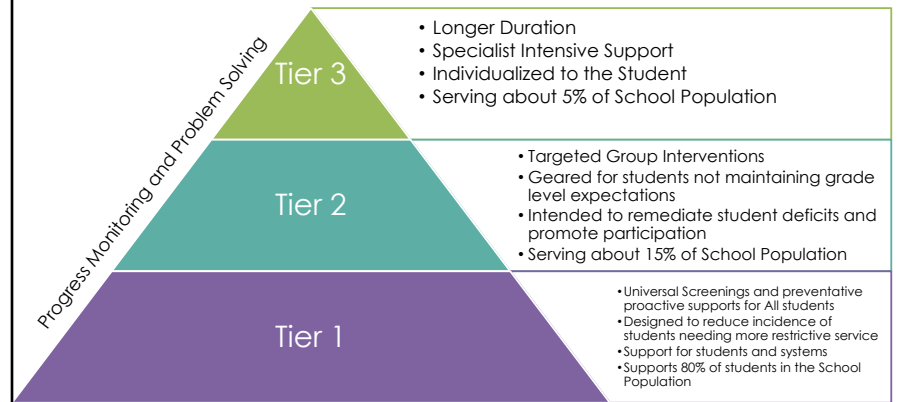 Progress Monitoring and Problem Solving
Tier 3
• Longer Duration
• Specialist Intensive Support
• Individualized to the Student
• Serving about 5% of School Population
Tier 2
• Targeted Group Interventions
• Geared for students not maintaining grade
level expectations
• Intended to remediate student deficits and
promote participation
• Serving about 15% of School Population
Tier 1
• Universal Screenings and preventative
proactive supports for All students
• Designed to reduce incidence of
students needing more restrictive service
• Support for students and systems
• Supports 80% of students in the School
Population